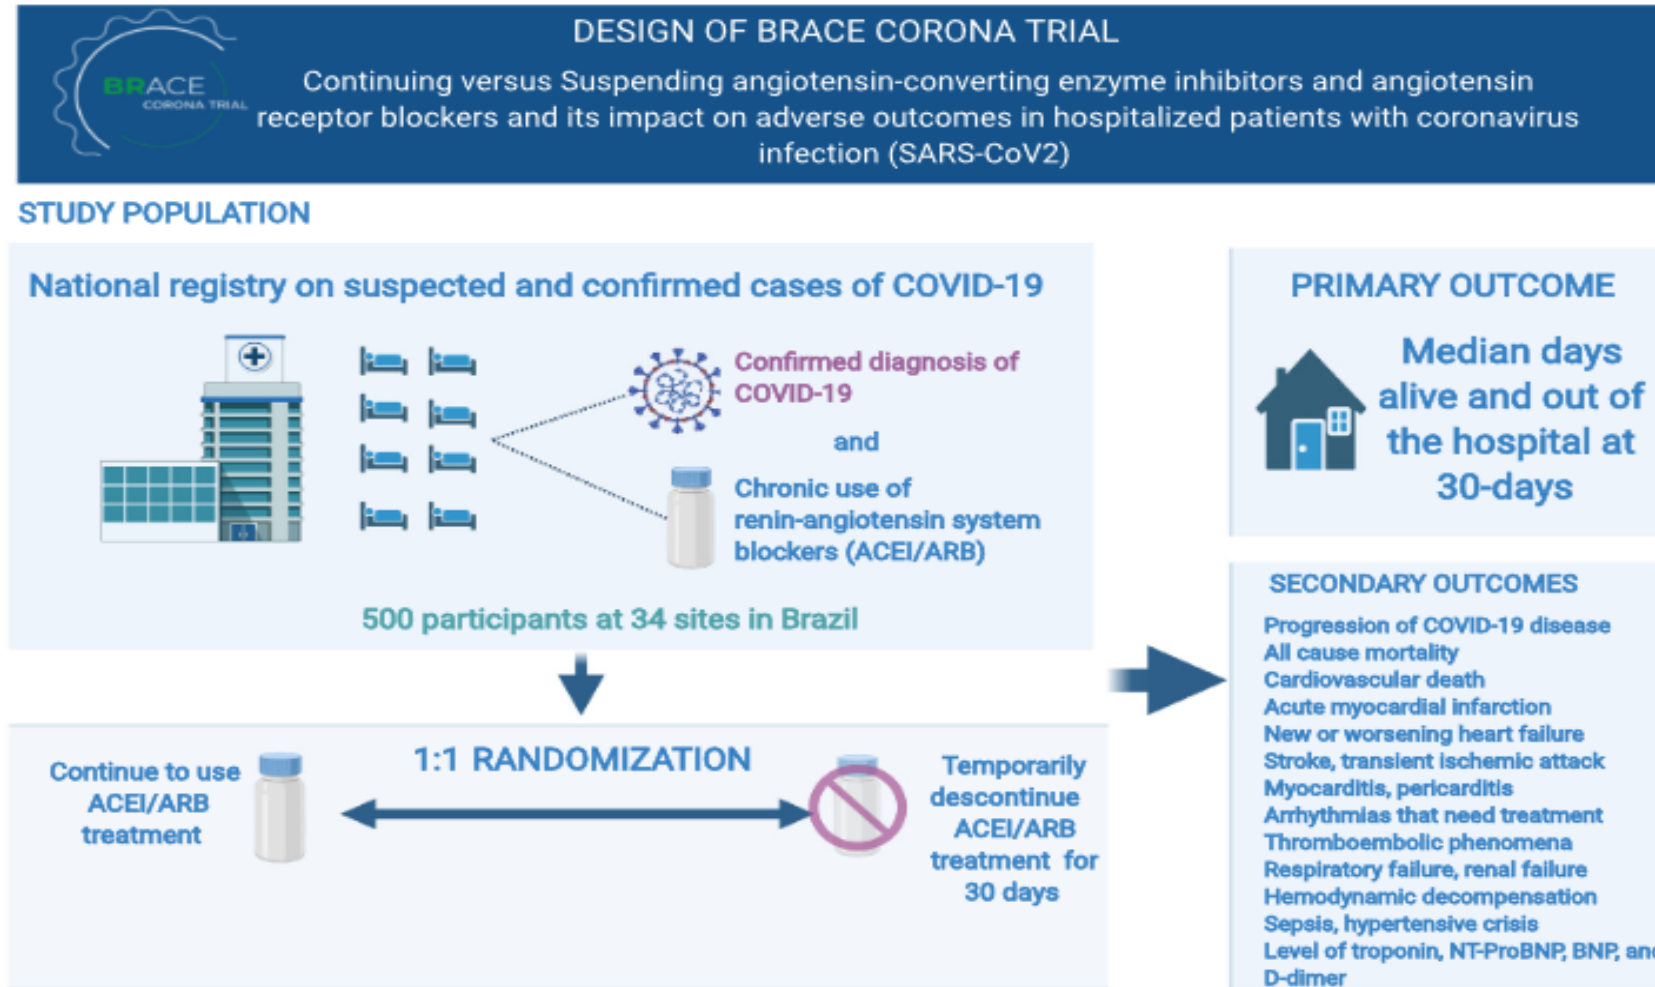 DESIGN OF BRACE CORONA TRIAL
BRACE
CORONA TRIAL
Continuing versus Suspending angiotensin-converting enzyme inhibitors and angiotensin
receptor blockers and its impact on adverse outcomes in hospitalized patients with coronavirus
infection (SARS-CoV2)
STUDY POPULATION
National registry on suspected and confirmed cases of COVID-19
Confirmed diagnosis of
COVID-19
and
Chronic use of
renin-angiotensin system
blockers (ACEI/ARB)
500 participants at 34 sites in Brazil
1:1 RANDOMIZATION
Continue to use
ACEI/ARB
treatment
Temporarily
descontinue
ACEI/ARB
treatment for
30 days
PRIMARY OUTCOME
Median days
alive and out of
the hospital at
30-days
SECONDARY OUTCOMES
Progression of COVID-19 disease
All cause mortality
Cardiovascular death
Acute myocardial infarction
New or worsening heart failure
Stroke, transient ischemic attack
Myocarditis, pericarditis
Arrhythmias that need treatment
Thromboembolic phenomena
Respiratory failure, renal failure
Hemodynamic decompensation
Sepsis, hypertensive crisis
Level of troponin, NT-ProBNP, BNP, and
D-dimer